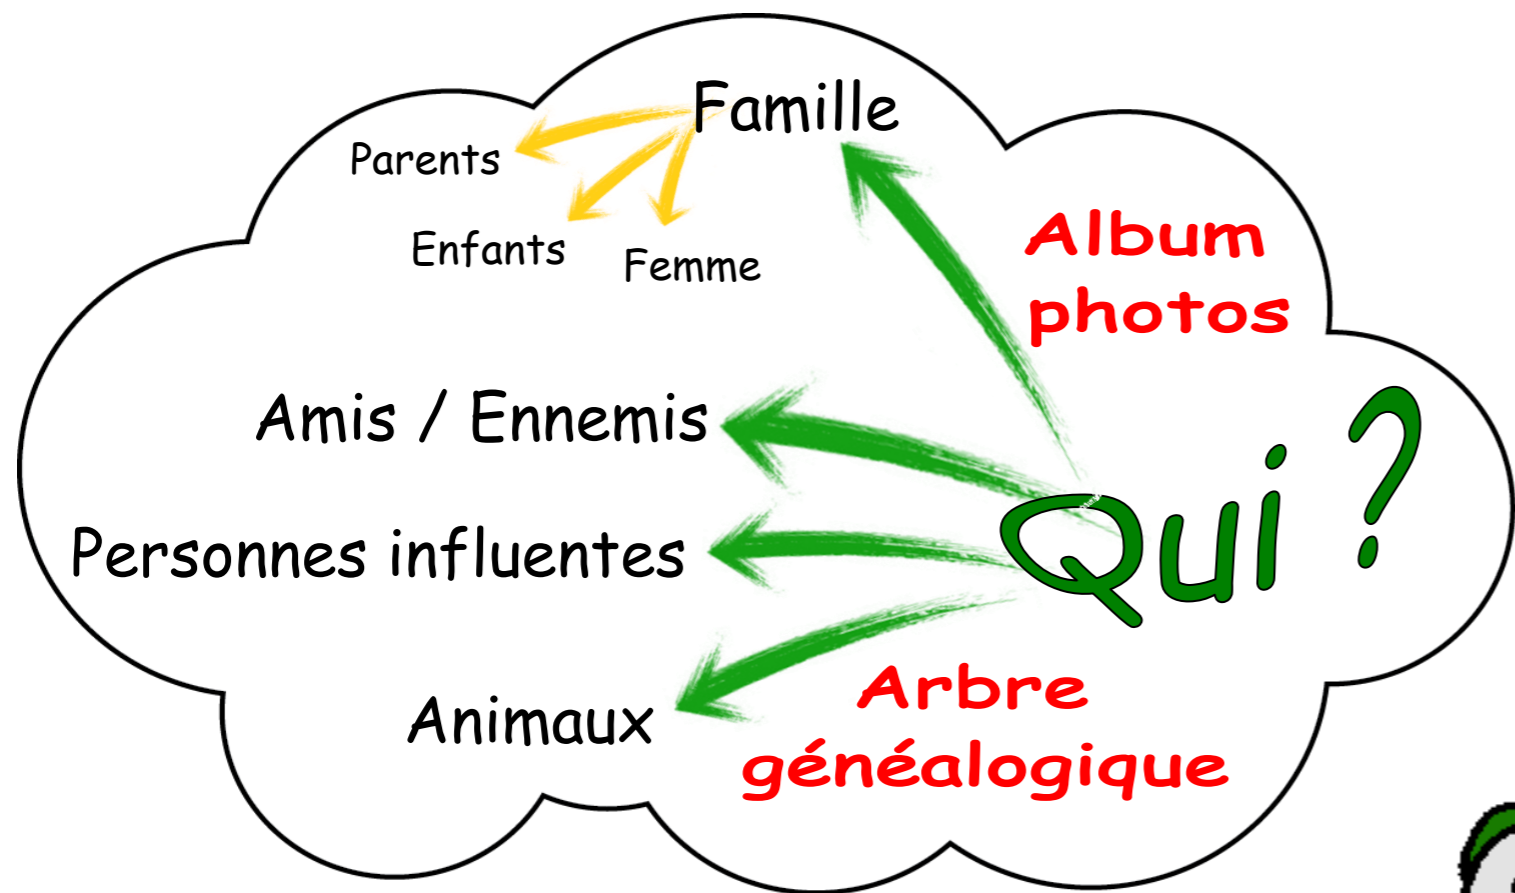 Famille
Parents
Enfants
Femme
Album
photos
Amis / Ennemis
Qui ?
Personnes influentes
Arbre
généalogique
Animaux